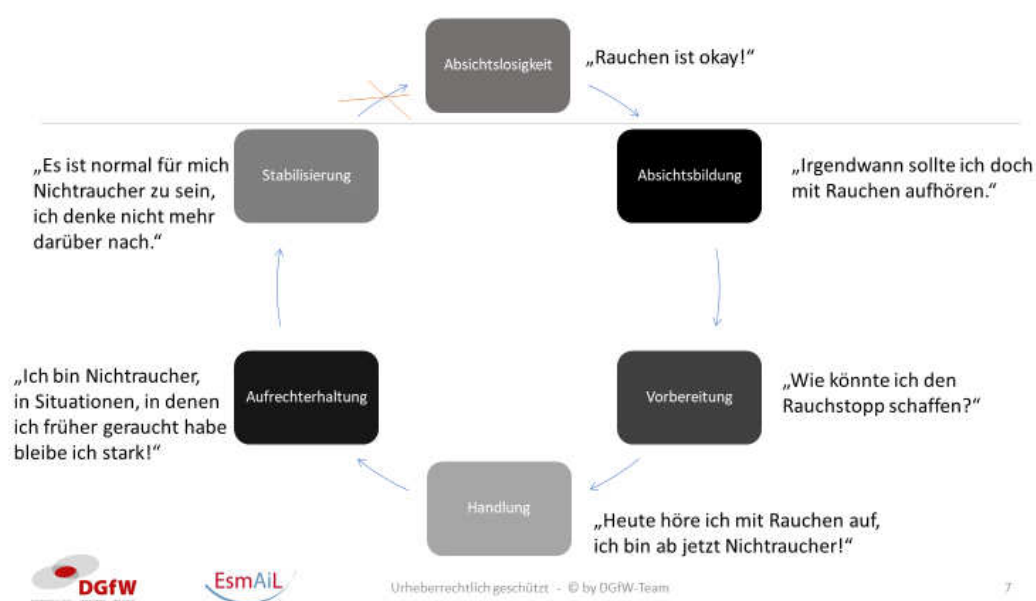 Absichtslosigkeit
„Rauchen ist okay!“
Absichtsbildung
„Irgendwann sollte ich doch
mit Rauchen aufhören.“
Vorbereitung
„Wie könnte ich den
Rauchstopp schaffen?“
Handlung
„Heute höre ich mit Rauchen auf,
ich bin ab jetzt Nichtraucher!“
Aufrechterhaltung
„Ich bin Nichtraucher,
in Situationen, in denen
ich früher geraucht habe
bleibe ich stark!“
Stabilisierung
„Es ist normal für mich
Nichtraucher zu sein,
ich denke nicht mehr
darüber nach.“
DGfW
EsmAiL
Urheberrechtlich geschützt - © by DGfW-Team
7